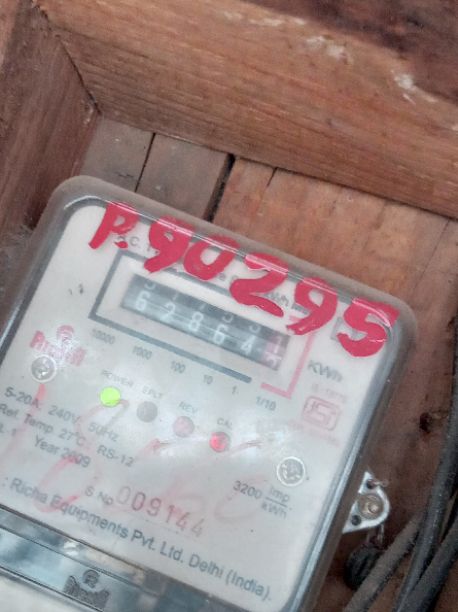 P.90295
62864
KWh
10000 1000 100 10 1 1/10
POWER EPLT REV CAL
5-20A, 240V, 50Hz
Ref. Temp. 27°C RS-12
Year 2009
3200 Imp
kWh
S No 009144
Richa Equipments Pvt. Ltd. Delhi (India)